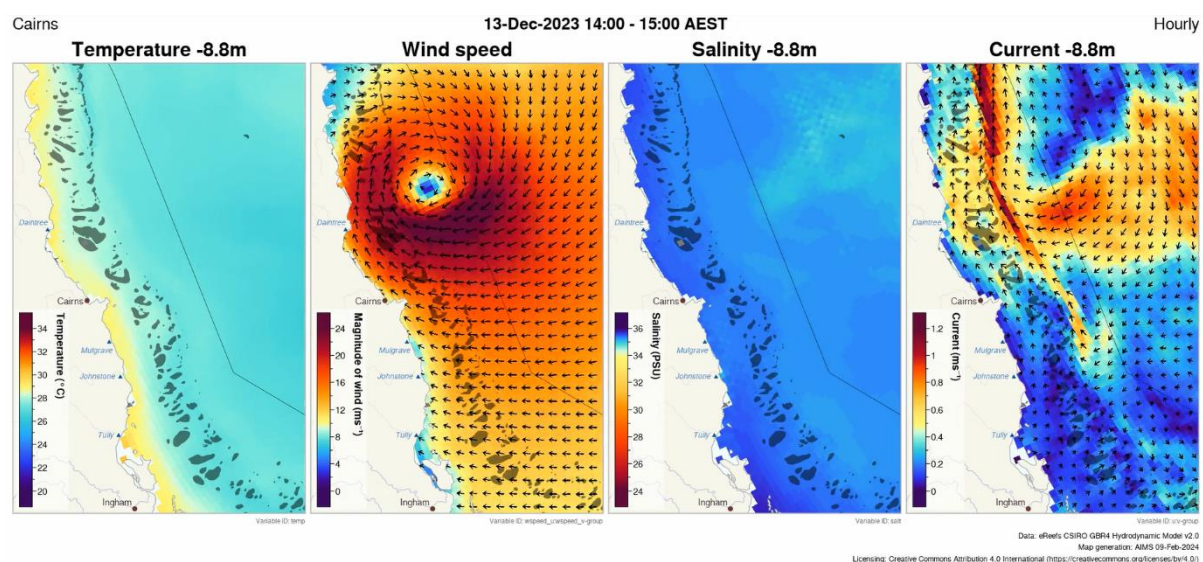 Cairns
13-Dec-2023 14:00 - 15:00 AEST
Hourly
Temperature -8.8m
Wind speed
Salinity -8.8m
Current -8.8m
Daintree
Cairns
Mulgrave
Johnstone
Tully
Ingham
Temperature (°C)
34
32
30
28
26
24
22
20
Variable ID: temp
Daintree
Cairns
Mulgrave
Johnstone
Tully
Ingham
Magnitude of wind (ms⁻¹)
24
20
16
12
8
4
0
Variable ID: wspeed_u:wspeed_v-group
Daintree
Cairns
Mulgrave
Johnstone
Tully
Ingham
Salinity (PSU)
36
34
32
30
28
26
24
Variable ID: salt
Daintree
Cairns
Mulgrave
Johnstone
Tully
Ingham
Current (ms⁻¹)
1.2
1
0.8
0.6
0.4
0.2
0
Variable ID: u:v-group
Data: eReefs CSIRO GBR4 Hydrodynamic Model v2.0
Map generation: AIMS 09-Feb-2024
Licensing: Creative Commons Attribution 4.0 International (https://creativecommons.org/licenses/by/4.0/)